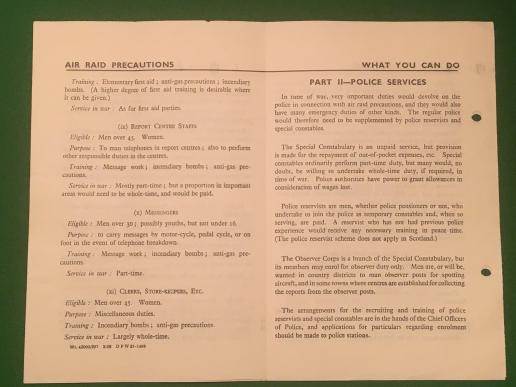 AIR RAID PRECAUTIONS
Training : Elementary first aid ; anti-gas precautions ; incendiary
bombs. (A higher degree of first aid training is desirable where
it can be given.)
Service in war : As for first aid parties.
(ix) REPORT CENTRE STAFFS
Eligible : Men over 45. Women.
Purpose : To man telephones in report centres ; also to perform
other responsible duties in the centres.
Training : Message work ; incendiary bombs ; anti-gas pre-
cautions.
Service in war : Mostly part-time ; but a proportion in important
areas would need to be whole-time, and would be paid.
(x) MESSENGERS
Eligible : Men over 30 ; possibly youths, but not under 16.
Purpose : to carry messages by motor-cycle, pedal cycle, or on
foot in the event of telephone breakdown.
Training : Message work ; incendiary bombs ; anti-gas pre-
cautions
Service in war : Part-time.
(xi) CLERKS, STORE-KEEPERS, ETC.
Eligible : Men over 45. Women.
Purpose : Miscellaneous duties.
Training : Incendiary bombs ; anti-gas precautions.
Service in war : Largely whole-time.
WHAT YOU CAN DO
PART II—POLICE SERVICES
In time of war, very important duties would devolve on the
police in connection with air raid precautions, and they would also
have many emergency duties of other kinds. The regular police
would therefore need to be supplemented by police reservists and
special constables.
The Special Constabulary is an unpaid service, but provision
is made for the repayment of out-of-pocket expenses, etc. Special
constables ordinarily perform part-time duty, but many would, no
doubt, be willing to undertake whole-time duty, if required, in
time of war. Police authorities have power to grant allowances in
consideration of wages lost.
Police reservists are men, whether police pensioners or not, who
undertake to join the police as temporary constables and, when so
serving, are paid. A reservist who has not had previous police
experience would receive any necessary training in peace time.
(The police reservist scheme does not apply in Scotland.)
The Observer Corps is a branch of the Special Constabulary, but
its members may enrol for observer duty only. Men are, or will be,
wanted in country districts to man observer posts for spotting
aircraft, and in some towns where centres are established for collecting
the reports from the observer posts.
The arrangements for the recruiting and training of police
reservists and special constables are in the hands of the Chief Officers
of Police, and applications for particulars regarding enrolment
should be made to police stations.